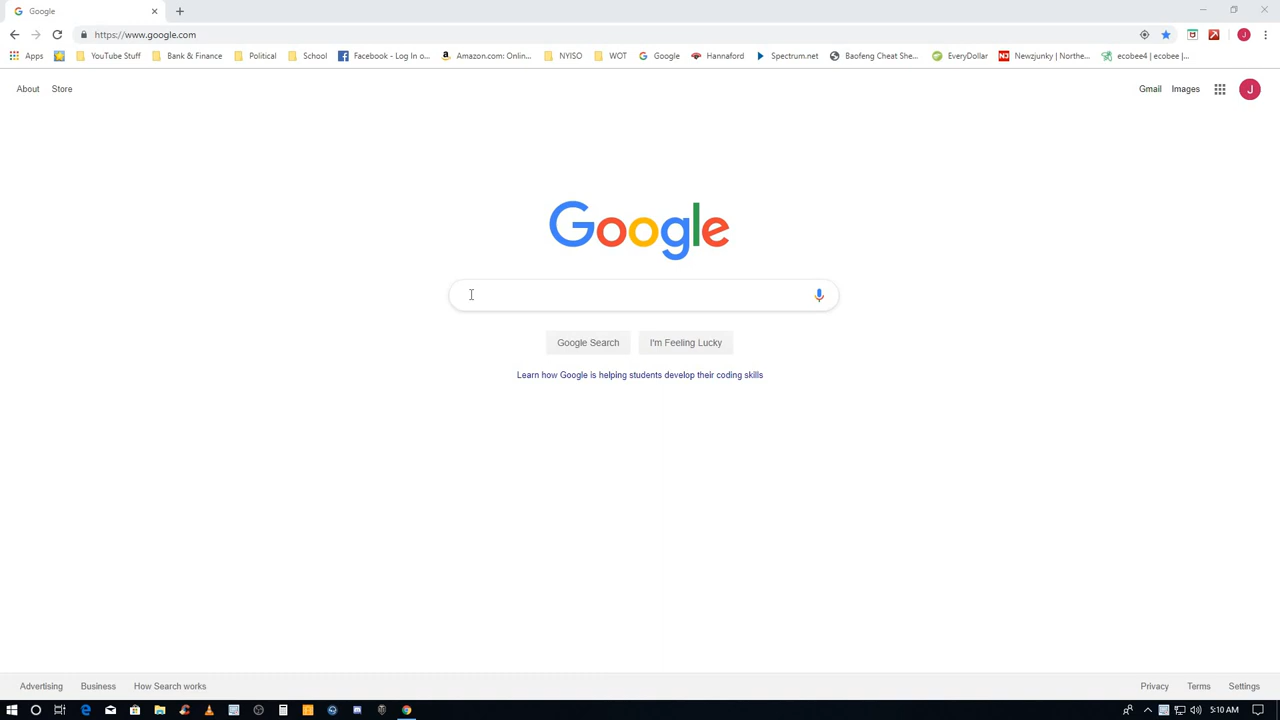 Google
https://www.google.com
Apps YouTube Stuff Bank & Finance Political School Facebook - Log In o... Amazon.com: Onlin... NYISO WOT Google Hannaford Spectrum.net Baofeng Cheat She... EveryDollar Newzjunky | Northe... ecobee4 | ecobee |...
About Store Gmail Images J
Google
Google Search I'm Feeling Lucky
Learn how Google is helping students develop their coding skills
Advertising Business How Search works Privacy Terms Settings
5:10 AM